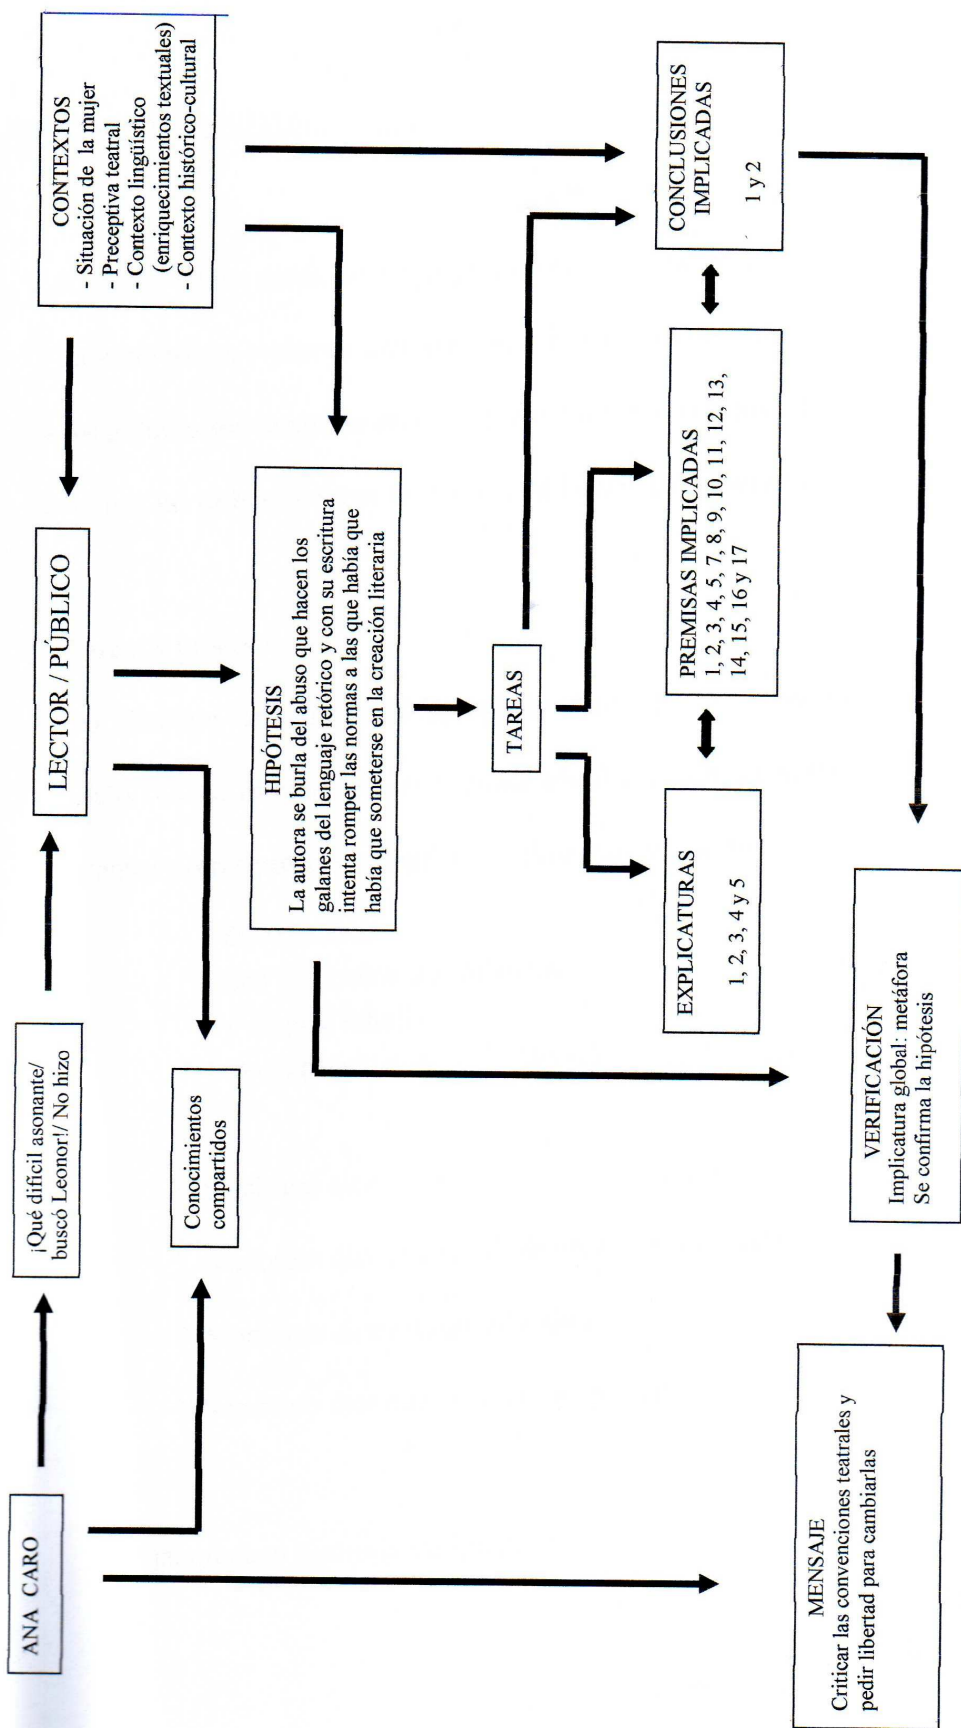 ANA CARO
¡Qué difícil asonante/
buscó Leonor!/ No hizo
LECTOR / PÚBLICO
CONTEXTOS
- Situación de la mujer
- Preceptiva teatral
- Contexto lingüístico
(enriquecimientos textuales)
- Contexto histórico-cultural
Conocimientos
compartidos
HIPÓTESIS
La autora se burla del abuso que hacen los
galanes del lenguaje retórico y con su escritura
intenta romper las normas a las que había que
había que someterse en la creación literaria
TAREAS
EXPLICATURAS
1, 2, 3, 4 y 5
PREMISAS IMPLICADAS
1, 2, 3, 4, 5, 7, 8, 9, 10, 11, 12, 13,
14, 15, 16 y 17
CONCLUSIONES
IMPLICADAS
1 y 2
MENSAJE
Criticar las convenciones teatrales y
pedir libertad para cambiarlas
VERIFICACIÓN
Implicatura global: metáfora
Se confirma la hipótesis